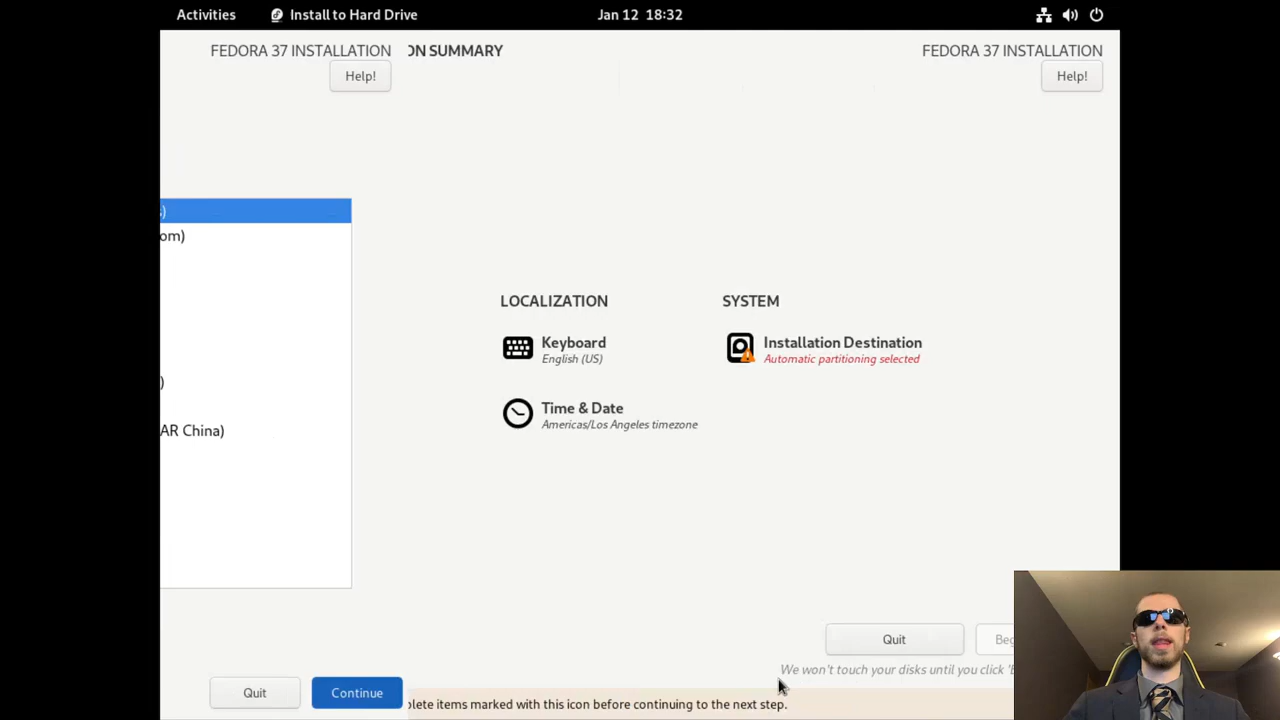 Activities
Install to Hard Drive
Jan 12 18:32
FEDORA 37 INSTALLATION
ON SUMMARY
FEDORA 37 INSTALLATION
Help!
Help!
s)
om)
)
AR China)
LOCALIZATION
SYSTEM
Keyboard
English (US)
Installation Destination
Automatic partitioning selected
Time & Date
Americas/Los Angeles timezone
Quit
Be
We won't touch your disks until you click '
Quit
Continue
plete items marked with this icon before continuing to the next step.